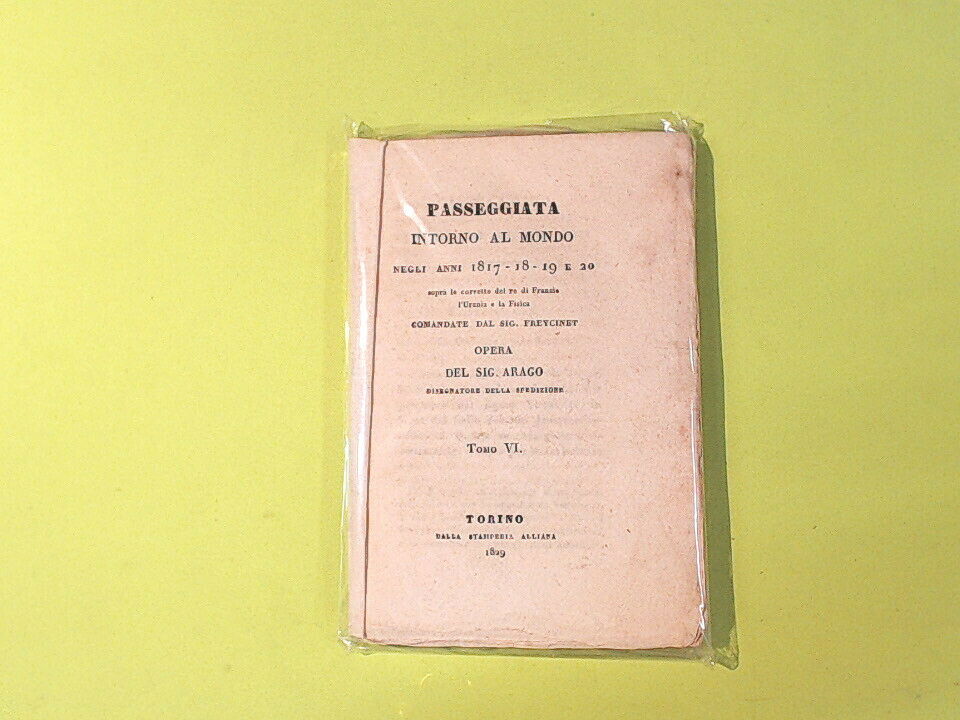 PASSEGGIATA
INTORNO AL MONDO
NEGLI ANNI 1817-18-19 E 20
sopra le corvette del re di Francia
l'Urania e la Fisica
COMANDATE DAL SIG. FREYCINET
OPERA
DEL SIG. ARAGO
DISEGNATORE DELLA SPEDIZIONE
TOMO VI.
TORINO
DALLA STAMPERIA ALLIANA
1829